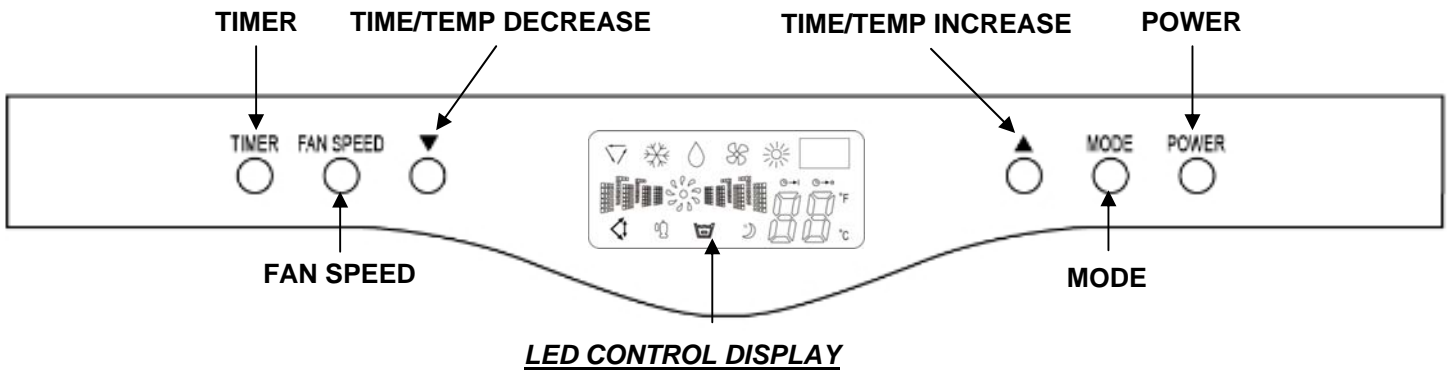 TIMER TIME/TEMP DECREASE TIME/TEMP INCREASE POWER
TIMER FAN SPEED ▼ ▲ MODE POWER
88 °F
°C
FAN SPEED MODE
LED CONTROL DISPLAY